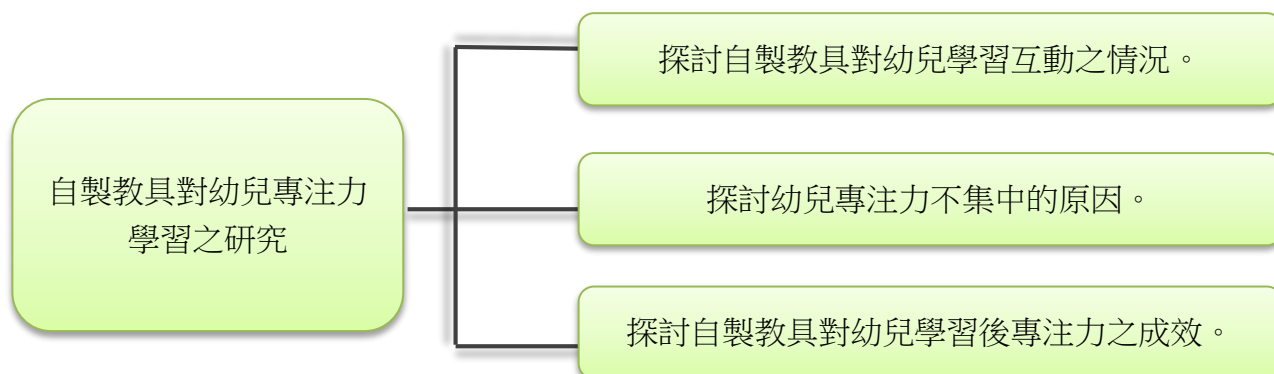 自製教具對幼兒專注力
學習之研究
探討自製教具對幼兒學習互動之情況。
探討幼兒專注力不集中的原因。
探討自製教具對幼兒學習後專注力之成效。